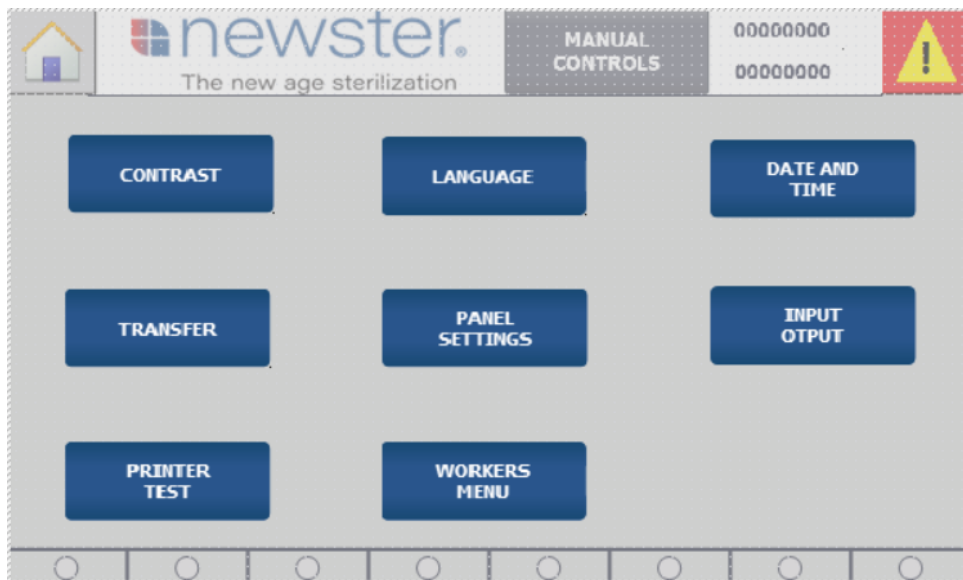 newster®
The new age sterilization
MANUAL
CONTROLS
00000000
00000000
!
CONTRAST
LANGUAGE
DATE AND
TIME
TRANSFER
PANEL
SETTINGS
INPUT
OTPUT
PRINTER
TEST
WORKERS
MENU